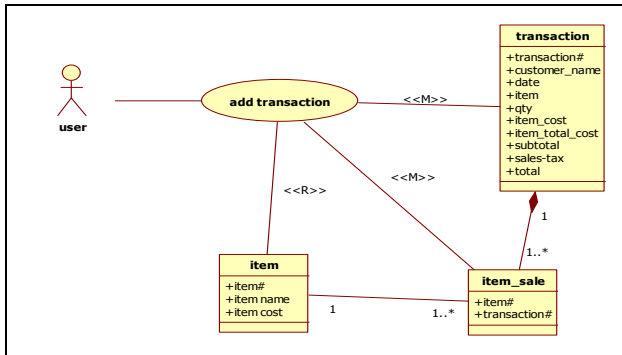 transaction
+transaction#
+customer_name
+date
+item
+qty
+item_cost
+item_total_cost
+subtotal
+sales-tax
+total
add transaction
<<M>>
user
<<R>>
<<M>>
1
1..*
item
+item#
+item name
+item cost
1
1..*
item_sale
+item#
+transaction#